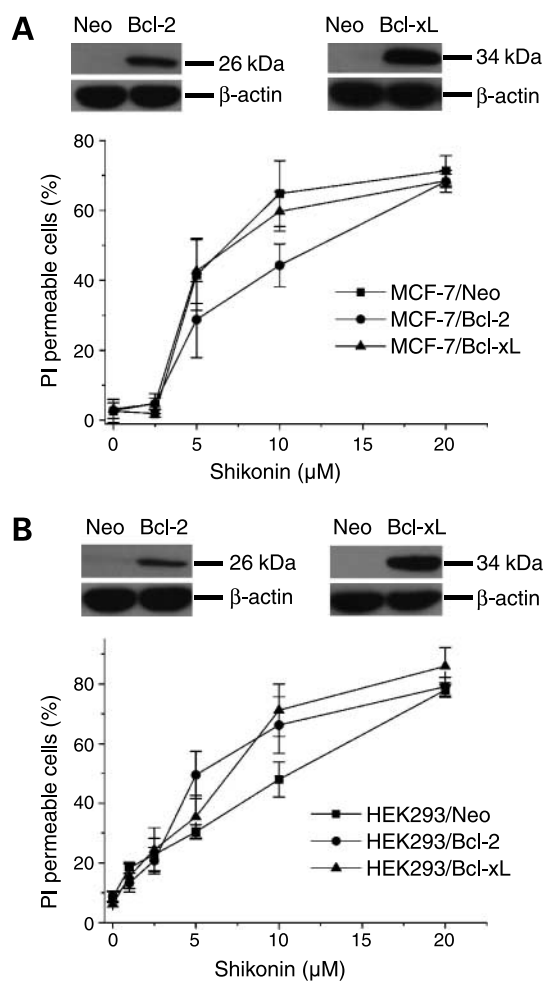 A
Neo Bcl-2
Neo Bcl-xL
26 kDa
34 kDa
β-actin
β-actin
80
60
40
20
0
PI permeable cells (%)
MCF-7/Neo
MCF-7/Bcl-2
MCF-7/Bcl-xL
0 5 10 15 20
Shikonin (µM)
B
Neo Bcl-2
Neo Bcl-xL
26 kDa
34 kDa
β-actin
β-actin
80
60
40
20
0
PI permeable cells (%)
HEK293/Neo
HEK293/Bcl-2
HEK293/Bcl-xL
0 5 10 15 20
Shikonin (µM)